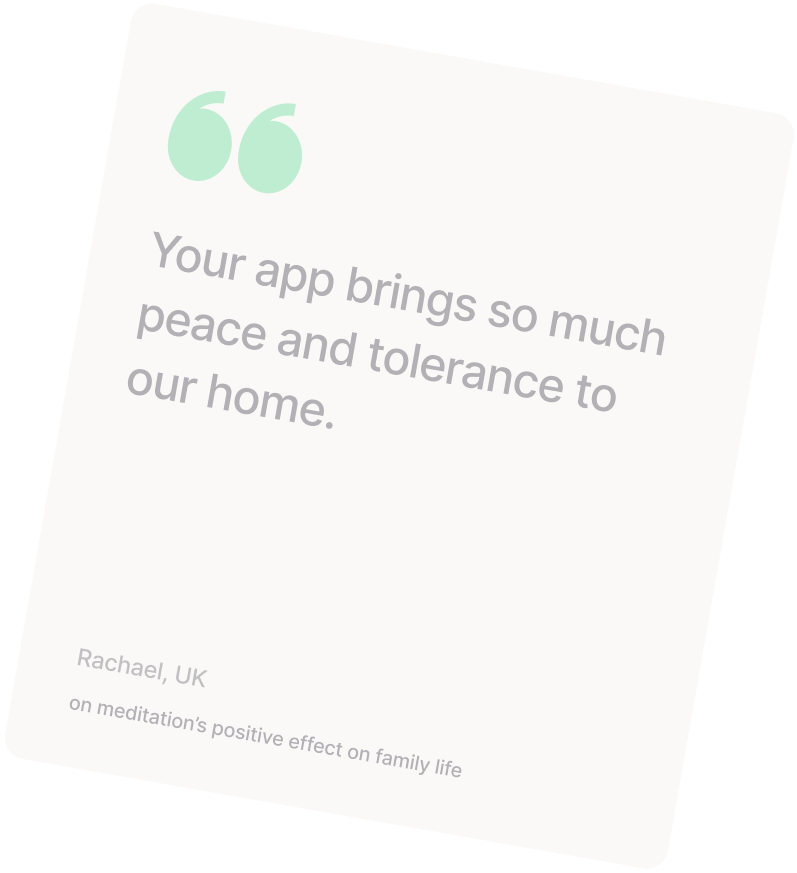 “
Your app brings so much
peace and tolerance to
our home.
Rachael, UK
on meditation’s positive effect on family life